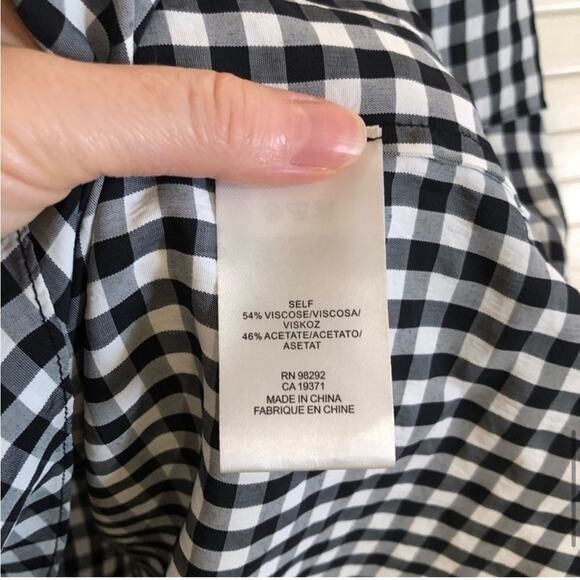 SELF
54% VISCOSE/VISCOSA/
VISKOZ
46% ACETATE/ACETATO/
ASETAT
RN 98292
CA 19371
MADE IN CHINA
FABRIQUE EN CHINE